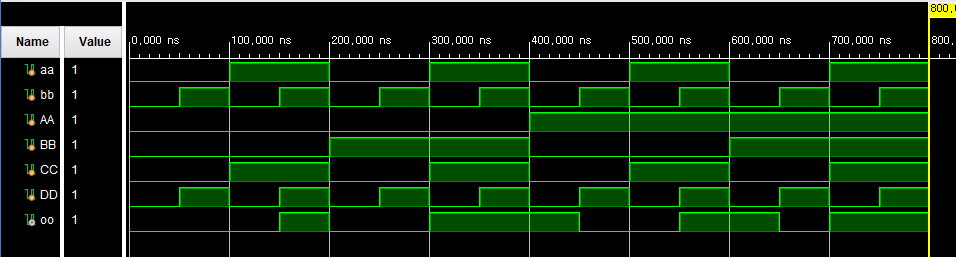 800,
Name Value
0,000 ns 100,000 ns 200,000 ns 300,000 ns 400,000 ns 500,000 ns 600,000 ns 700,000 ns 800,
aa 1
bb 1
AA 1
BB 1
CC 1
DD 1
oo 1